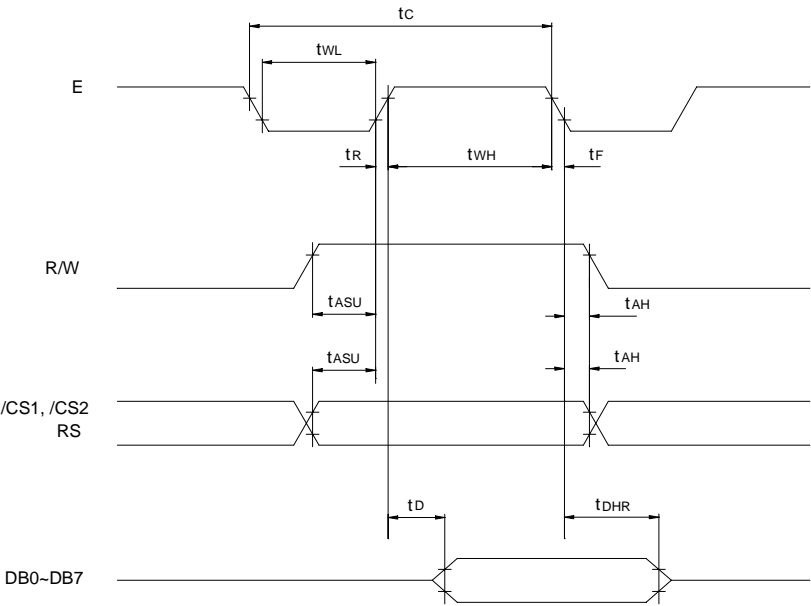 tC
tWL
E
tR
tWH
tF
R/W
tASU
tAH
tASU
tAH
/CS1, /CS2
RS
tD
tDHR
DB0~DB7